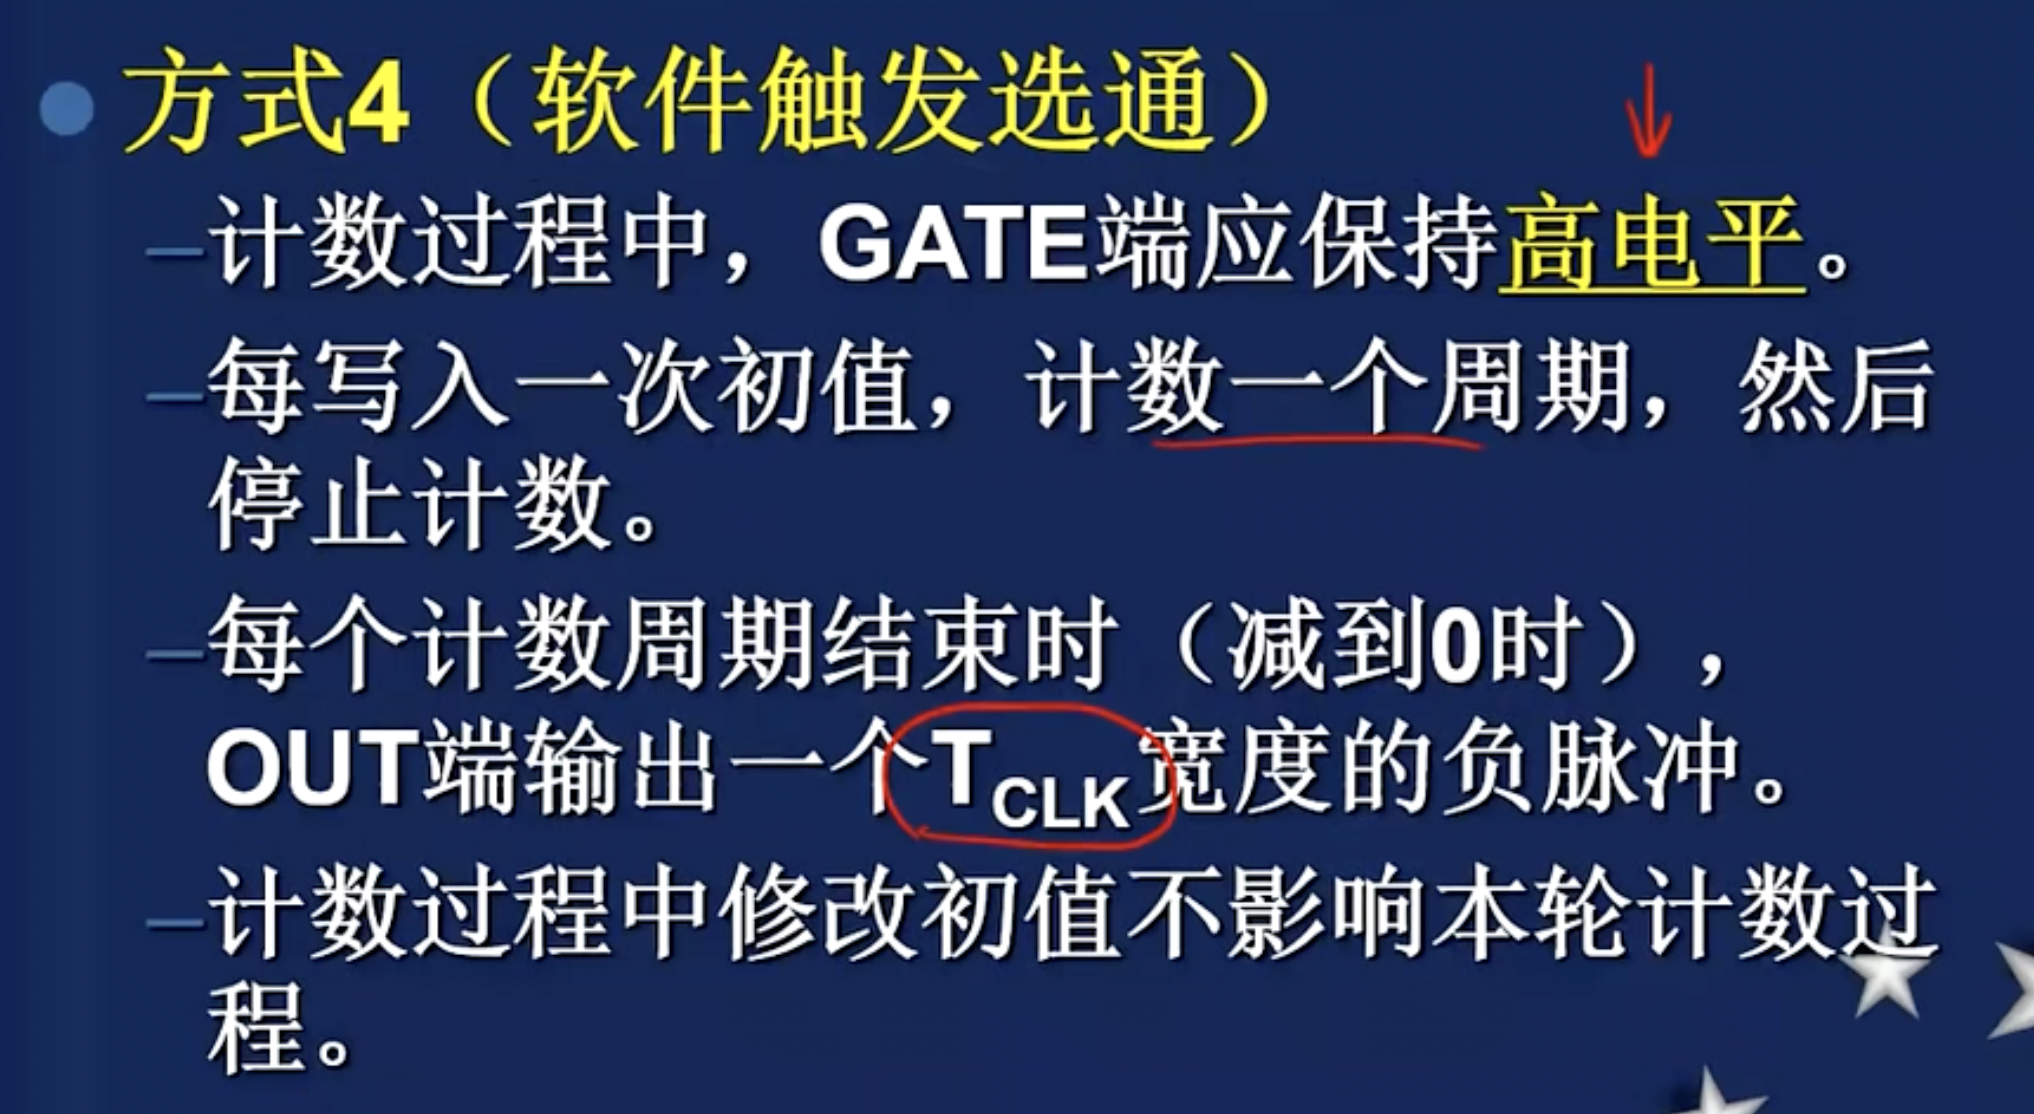 方式4（软件触发选通）
计数过程中，GATE端应保持高电平。
每写入一次初值，计数一个周期，然后
停止计数。
每个计数周期结束时（减到0时），
OUT端输出一个TCLK宽度的负脉冲。
计数过程中修改初值不影响本轮计数过
程。